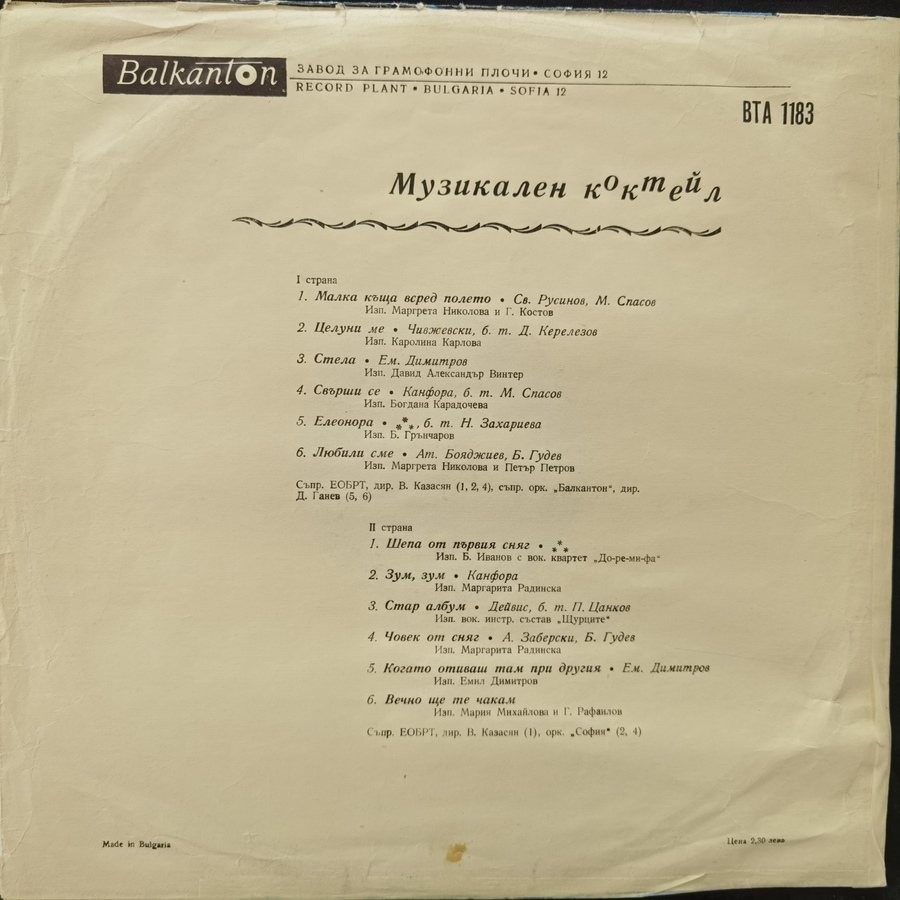 Balkanton
ЗАВОД ЗА ГРАМОФОННИ ПЛОЧИ • СОФИЯ 12
RECORD PLANT • BULGARIA • SOFIA 12
ВТА 1183
Музикален коктейл
I страна
1. Малка къща всред полето • Св. Русинов, М. Спасов
Изп. Маргрета Николова и Г. Костов
2. Целуни ме • Чивжевски, б. т. Д. Керелезов
Изп. Каролина Карлова
3. Стела • Ем. Димитров
Изп. Давид Александър Винтер
4. Свърши се • Канфора, б. т. М. Спасов
Изп. Богдана Карадочева
5. Елеонора • ***, б. т. Н. Захариева
Изп. Б. Грънчаров
6. Любили сме • Ат. Бояджиев, Б. Гудев
Изп. Маргрета Николова и Петър Петров
Съпр. ЕОБРТ, дир. В. Казасян (1, 2, 4), съпр. орк. „Балкантон“, дир.
Д. Ганев (5, 6)
II страна
1. Шепа от първия сняг • ***
Изп. Б. Иванов с вок. квартет „До-ре-ми-фа“
2. Зум, зум • Канфора
Изп. Маргарита Радинска
3. Стар албум • Дейвис, б. т. П. Цанков
Изп. вок. инстр. състав „Щурците“
4. Човек от сняг • А. Заберски, Б. Гудев
Изп. Маргарита Радинска
5. Когато отиваш там при другия • Ем. Димитров
Изп. Емил Димитров
6. Вечно ще те чакам
Изп. Мария Михайлова и Г. Рафаилов
Съпр. ЕОБРТ, дир. В. Казасян (1), орк. „София“ (2, 4)
Made in Bulgaria
Цена 2,30 лева